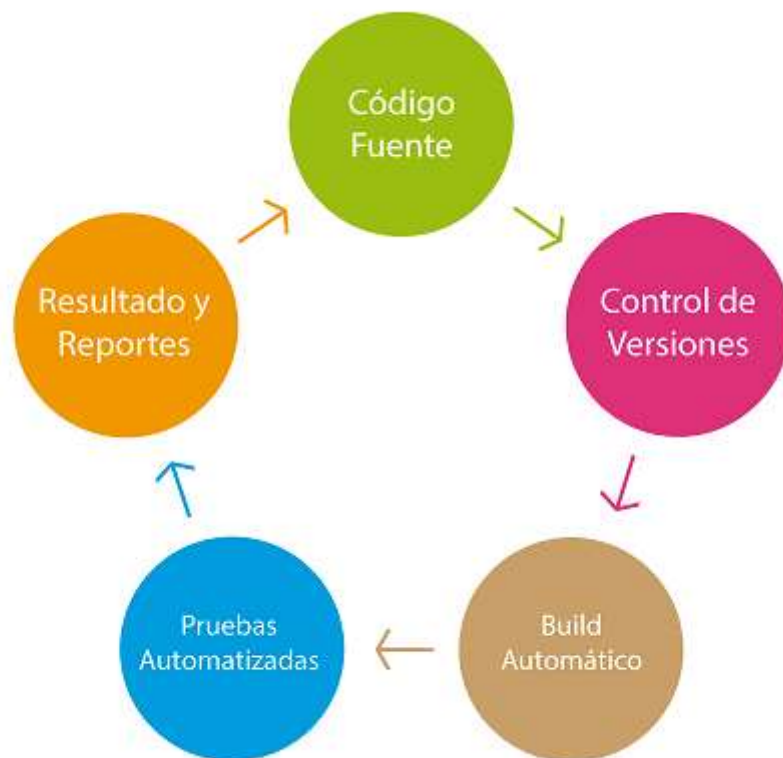 Código
Fuente
Control de
Versiones
Build
Automático
Pruebas
Automatizadas
Resultado y
Reportes